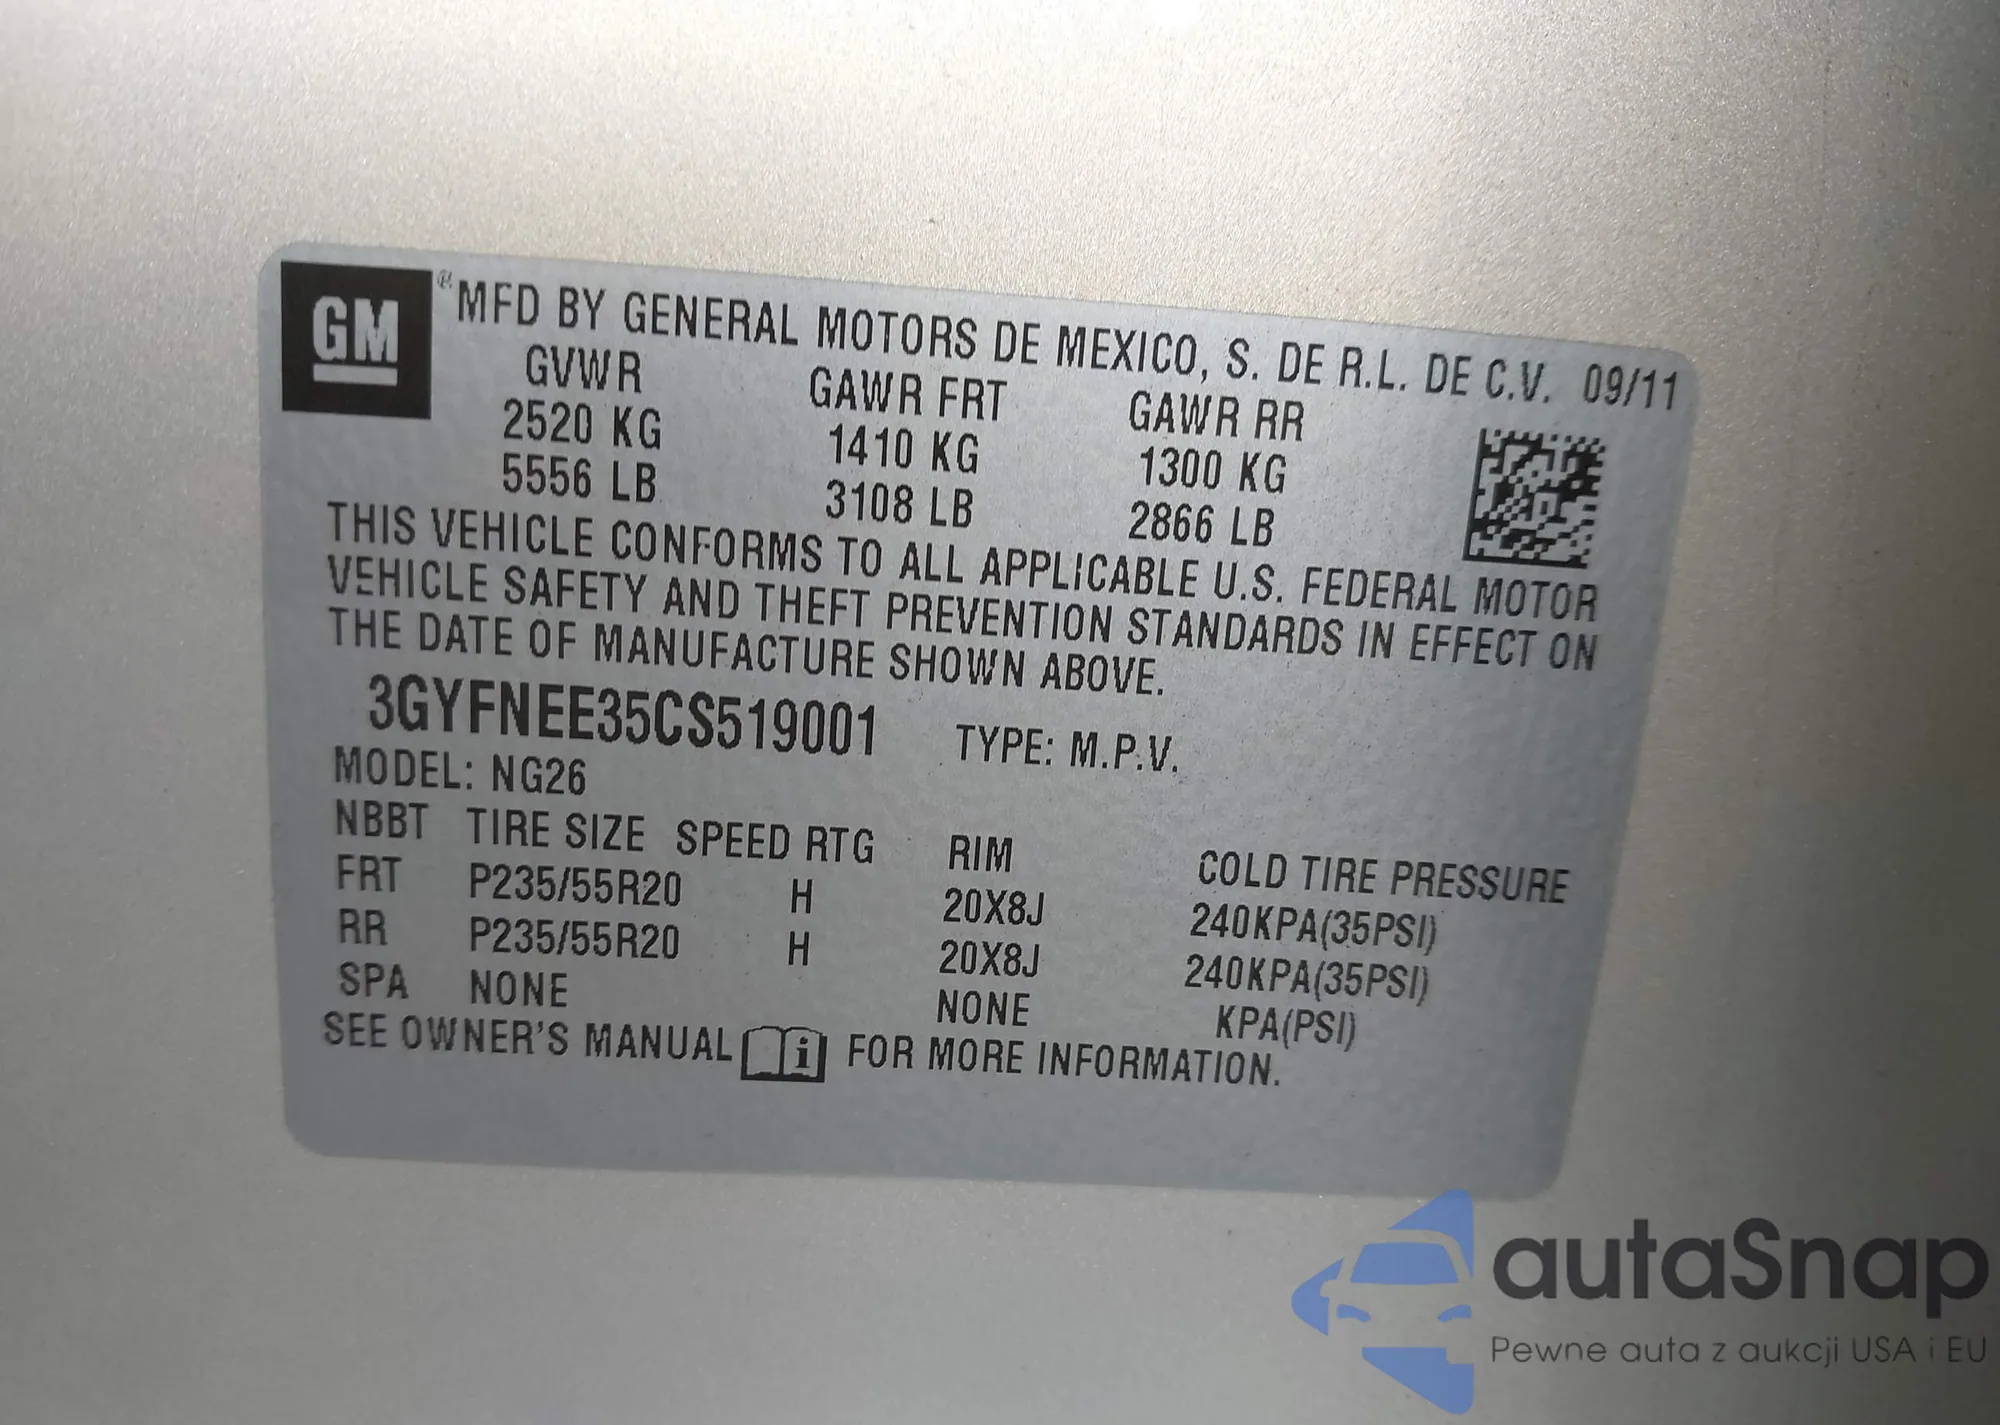 GM
® MFD BY GENERAL MOTORS DE MEXICO, S. DE R.L. DE C.V. 09/11
GVWR GAWR FRT GAWR RR
2520 KG 1410 KG 1300 KG
5556 LB 3108 LB 2866 LB
THIS VEHICLE CONFORMS TO ALL APPLICABLE U.S. FEDERAL MOTOR
VEHICLE SAFETY AND THEFT PREVENTION STANDARDS IN EFFECT ON
THE DATE OF MANUFACTURE SHOWN ABOVE.
3GYFNEE35CS519001 TYPE: M.P.V.
MODEL: NG26
NBBT TIRE SIZE SPEED RTG RIM COLD TIRE PRESSURE
FRT P235/55R20 H 20X8J 240KPA(35PSI)
RR P235/55R20 H 20X8J 240KPA(35PSI)
SPA NONE NONE KPA(PSI)
SEE OWNER'S MANUAL i FOR MORE INFORMATION.
autaSnap
Pewne auta z aukcji USA i EU